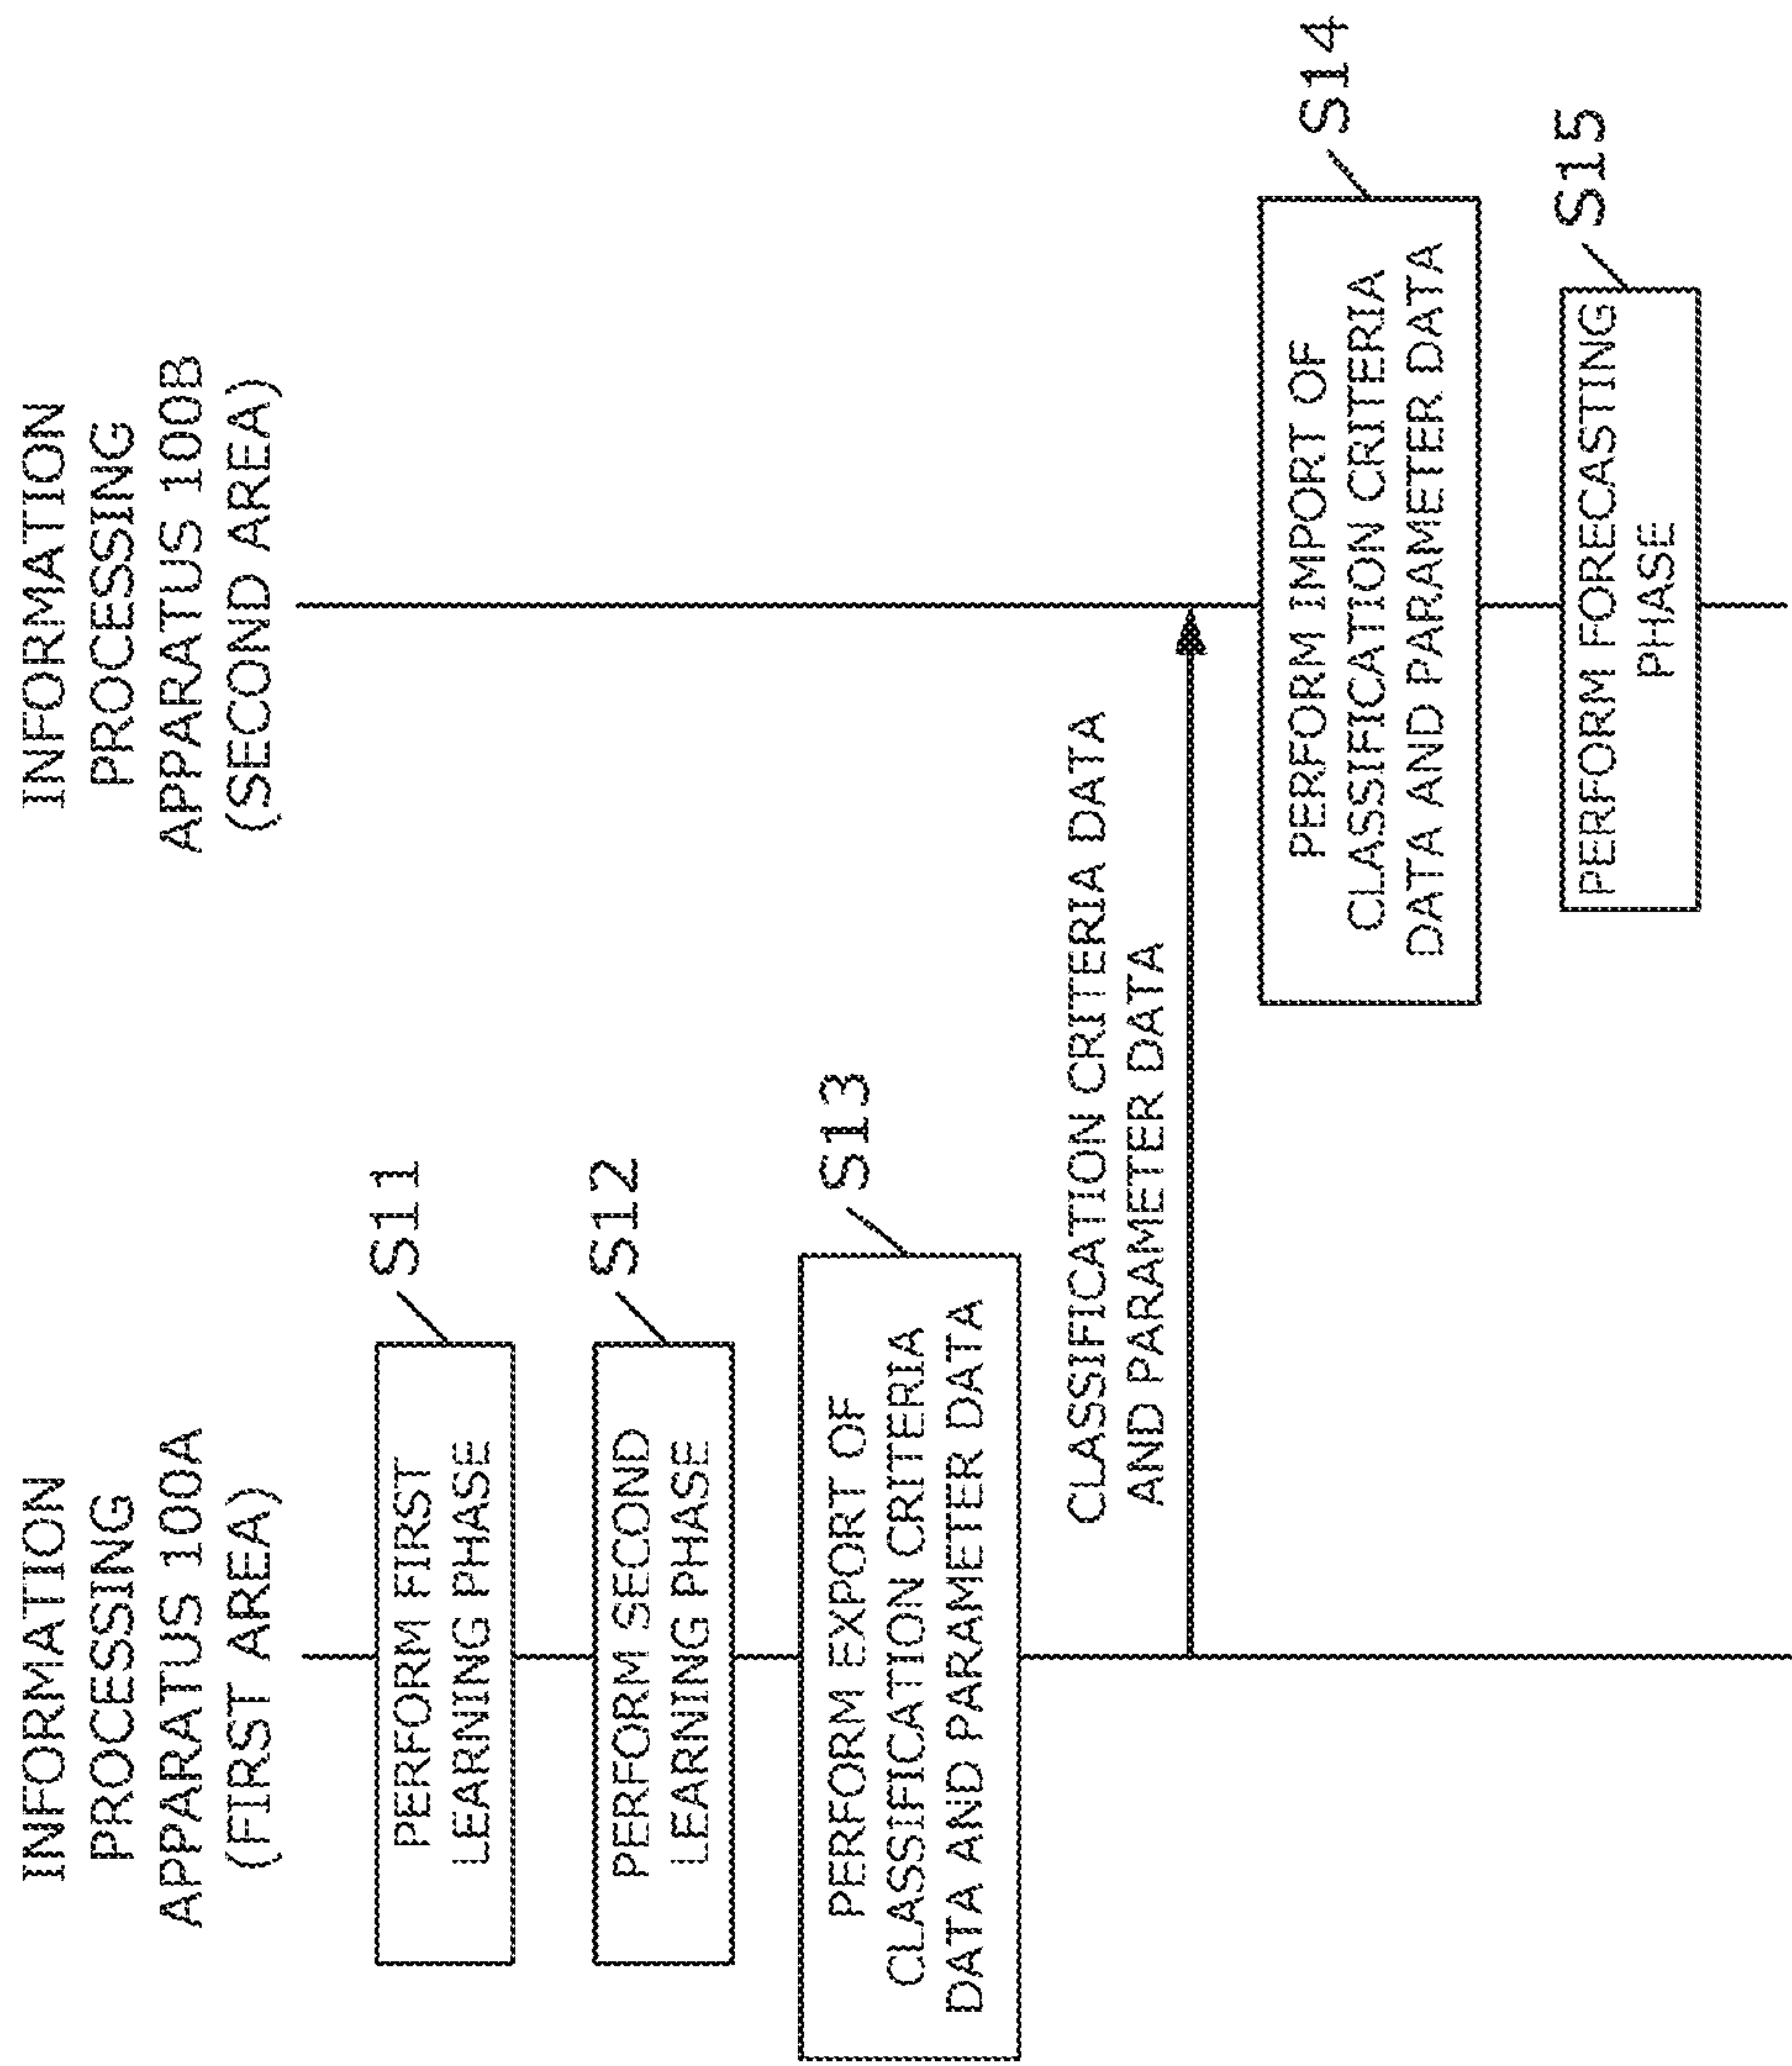 INFORMATION
PROCESSING
APPARATUS 100A
(FIRST AREA)
INFORMATION
PROCESSING
APPARATUS 100B
(SECOND AREA)
S11
PERFORM FIRST
LEARNING PHASE
S12
PERFORM SECOND
LEARNING PHASE
S13
PERFORM EXPORT OF
CLASSIFICATION CRITERIA
DATA AND PARAMETER DATA
CLASSIFICATION CRITERIA DATA
AND PARAMETER DATA
S14
PERFORM IMPORT OF
CLASSIFICATION CRITERIA
DATA AND PARAMETER DATA
S15
PERFORM FORECASTING
PHASE